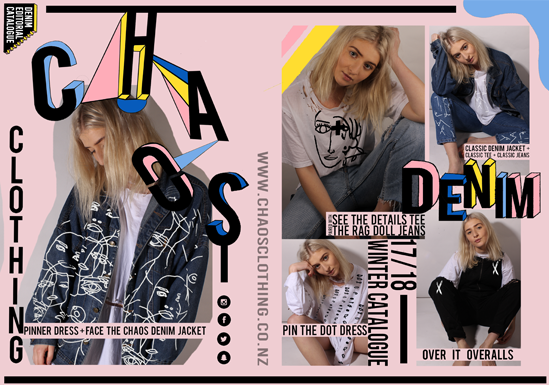 DENIM
EDITORIAL
CATALOGUE
CHAOS
CLOTHING
PINNER DRESS + FACE THE CHAOS DENIM JACKET
WWW.CHAOSCLOTHING.CO.NZ
SEE THE DETAILS TEE
THE RAG DOLL JEANS
CLASSIC DENIM JACKET +
CLASSIC TEE + CLASSIC JEANS
DENIM
PIN THE DOT DRESS
17/18
WINTER CATALOGUE
OVER IT OVERALLS